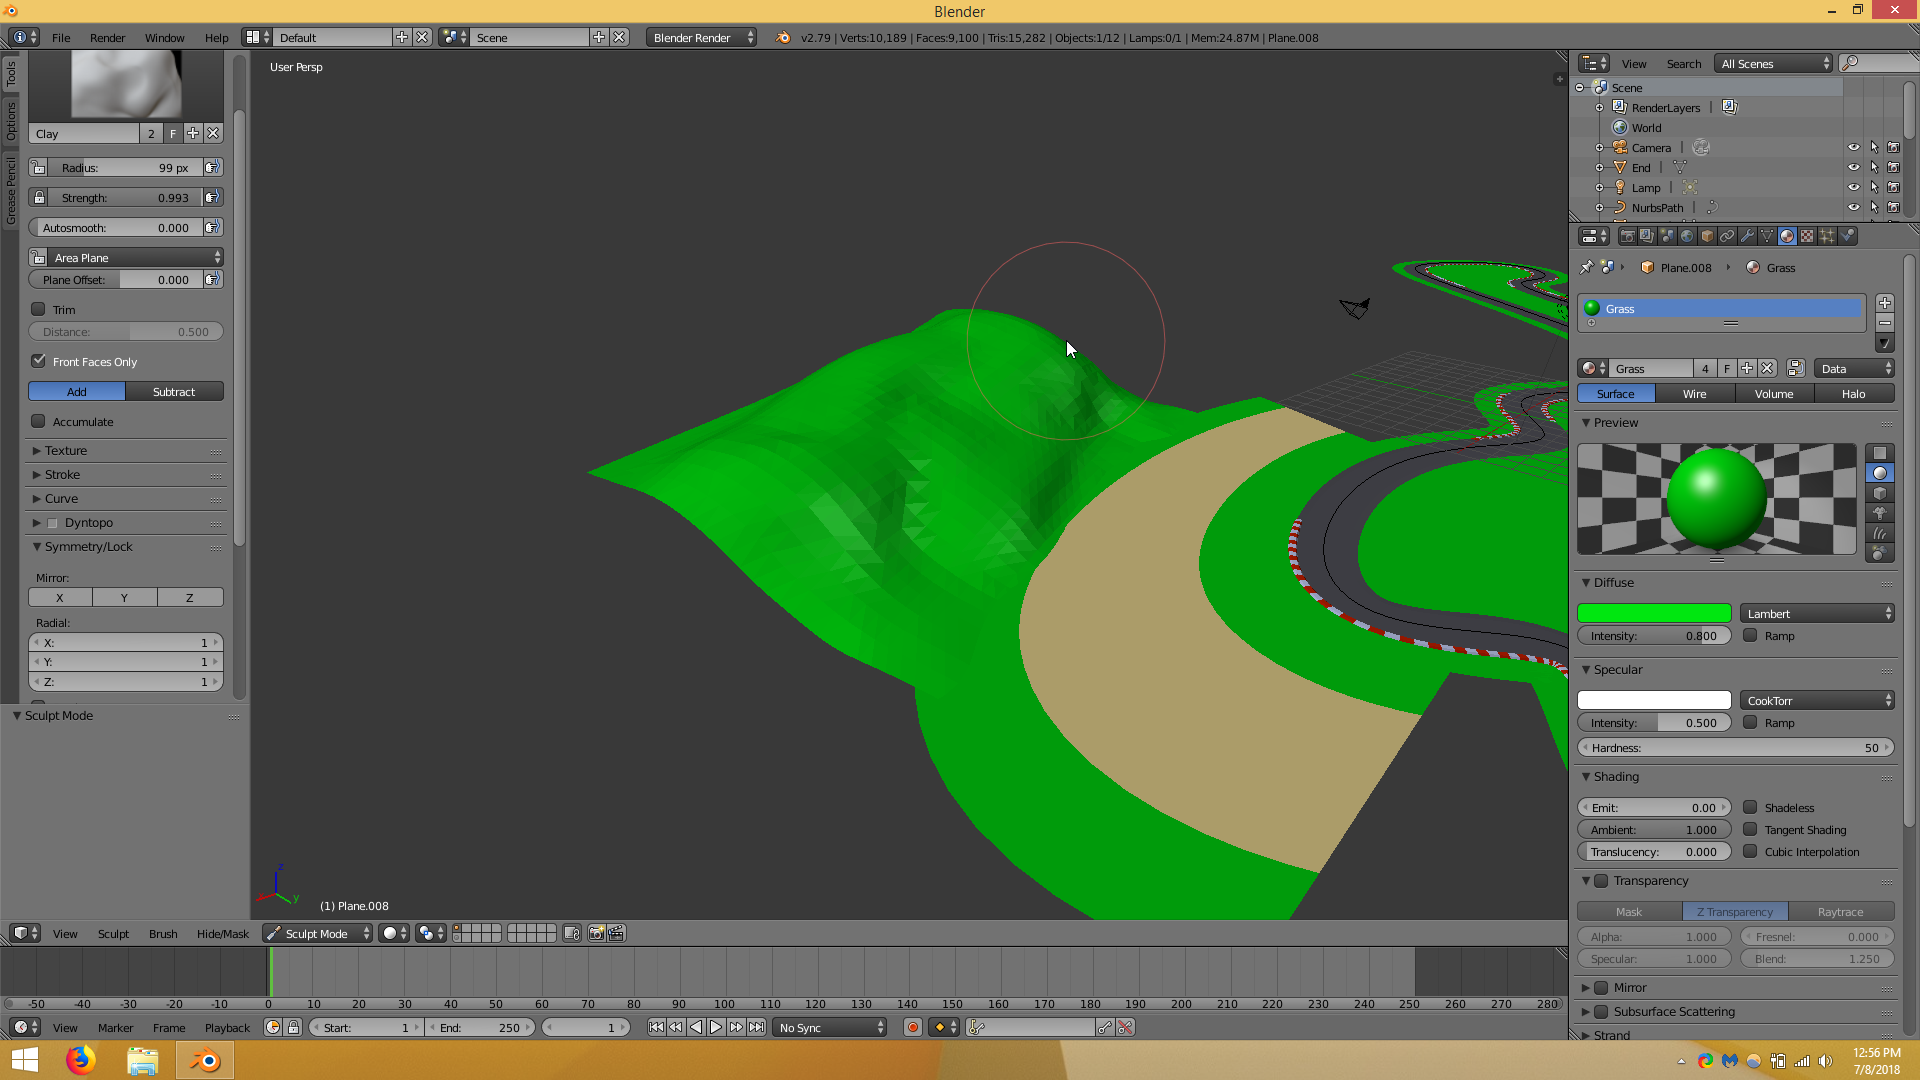 Blender
File Render Window Help Default Scene Blender Render v2.79 | Verts:10,189 | Faces:9,100 | Tris:15,282 | Objects:1/12 | Lamps:0/1 | Mem:24.87M | Plane.008
Tools
Options
Grease Pencil
Clay 2 F
Radius: 99 px
Strength: 0.993
Autosmooth: 0.000
Area Plane
Plane Offset: 0.000
Trim
Distance: 0.500
Front Faces Only
Add Subtract
Accumulate
Texture
Stroke
Curve
Dyntopo
Symmetry/Lock
Mirror:
X Y Z
Radial:
X: 1
Y: 1
Z: 1
Sculpt Mode
User Persp
z
x
y
(1) Plane.008
View Sculpt Brush Hide/Mask Sculpt Mode
-50 -40 -30 -20 -10 0 10 20 30 40 50 60 70 80 90 100 110 120 130 140 150 160 170 180 190 200 210 220 230 240 250 260 270 280
View Marker Frame Playback Start: 1 End: 250 1 No Sync
View Search All Scenes
Scene
RenderLayers |
World
Camera |
End |
Lamp |
NurbsPath |
Plane.008 Grass
Grass
Grass 4 F Data
Surface Wire Volume Halo
Preview
Diffuse
Lambert
Intensity: 0.800 Ramp
Specular
CookTorr
Intensity: 0.500 Ramp
Hardness: 50
Shading
Emit: 0.00 Shadeless
Ambient: 1.000 Tangent Shading
Translucency: 0.000 Cubic Interpolation
Transparency
Mask Z Transparency Raytrace
Alpha: 1.000 Fresnel: 0.000
Specular: 1.000 Blend: 1.250
Mirror
Subsurface Scattering
Strand
12:56 PM
7/8/2018